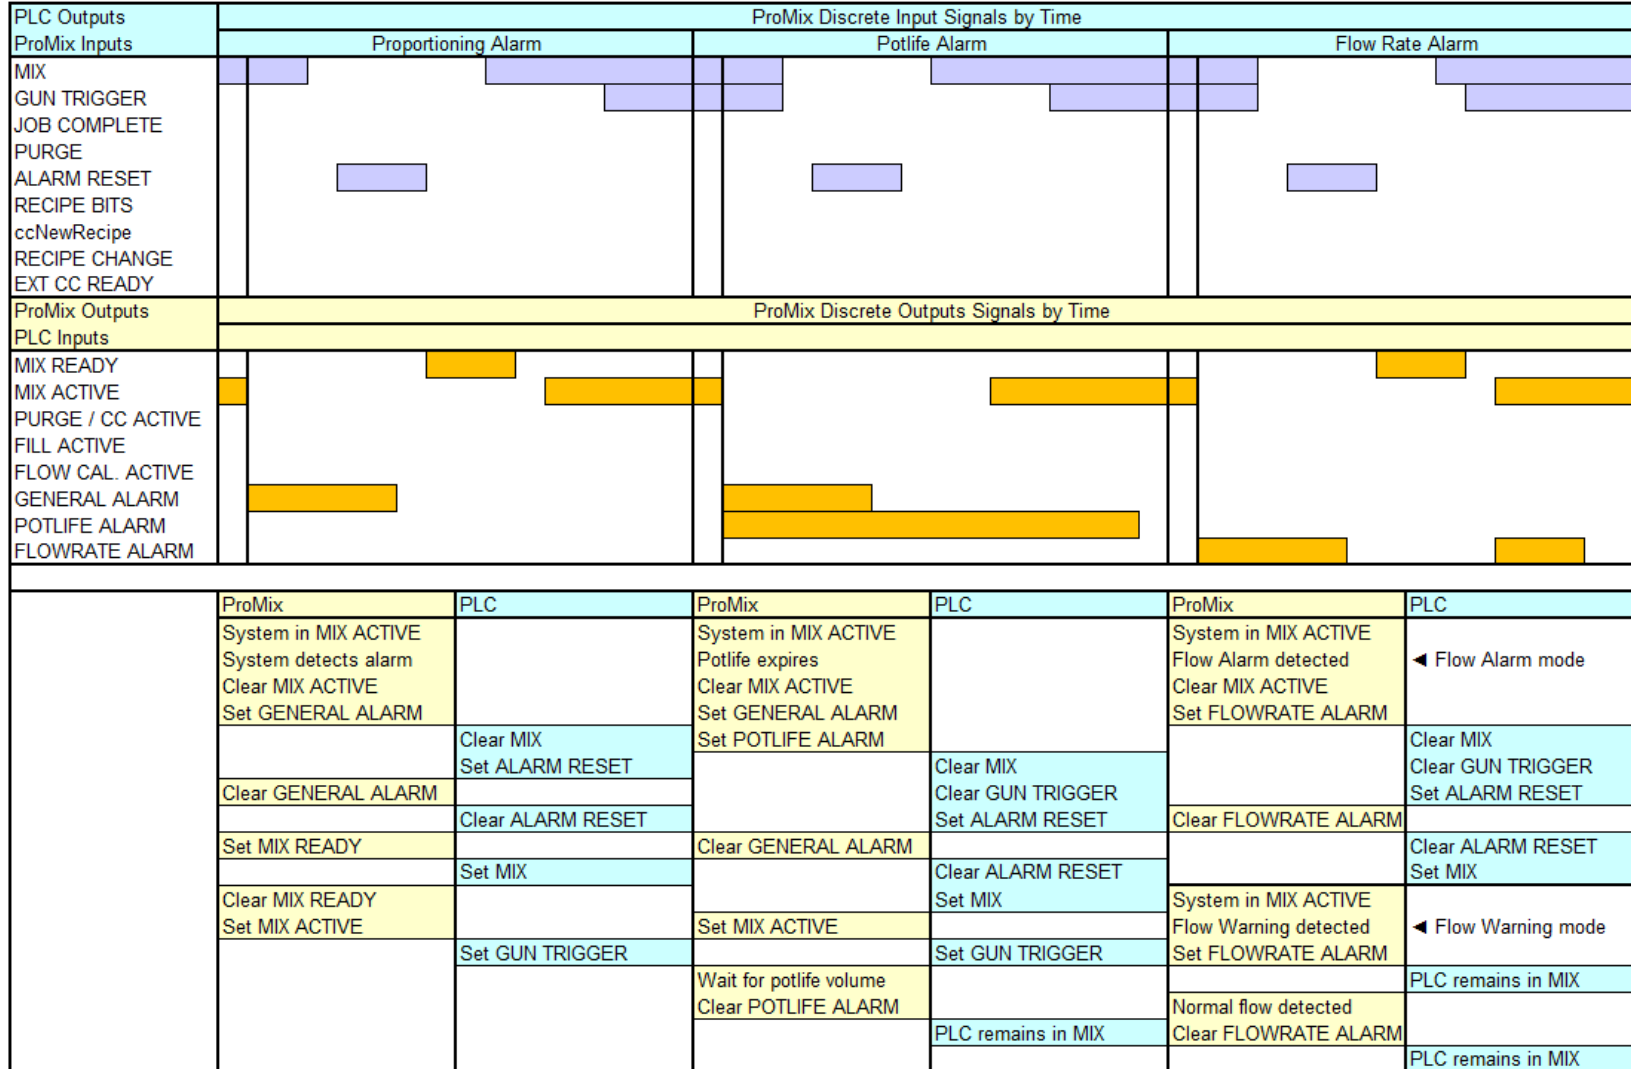 PLC Outputs ProMix Discrete Input Signals by Time
ProMix Inputs Proportioning Alarm Potlife Alarm Flow Rate Alarm
MIX
GUN TRIGGER
JOB COMPLETE
PURGE
ALARM RESET
RECIPE BITS
ccNewRecipe
RECIPE CHANGE
EXT CC READY
ProMix Outputs ProMix Discrete Outputs Signals by Time
PLC Inputs
MIX READY
MIX ACTIVE
PURGE / CC ACTIVE
FILL ACTIVE
FLOW CAL. ACTIVE
GENERAL ALARM
POTLIFE ALARM
FLOWRATE ALARM
ProMix PLC ProMix PLC ProMix PLC
System in MIX ACTIVE System in MIX ACTIVE System in MIX ACTIVE
System detects alarm Potlife expires Flow Alarm detected ◄ Flow Alarm mode
Clear MIX ACTIVE Clear MIX ACTIVE Clear MIX ACTIVE
Set GENERAL ALARM Set GENERAL ALARM Set FLOWRATE ALARM
Clear MIX Set POTLIFE ALARM Clear MIX
Set ALARM RESET Clear MIX Clear GUN TRIGGER
Clear GENERAL ALARM Clear GUN TRIGGER Set ALARM RESET
Clear ALARM RESET Set ALARM RESET Clear FLOWRATE ALARM
Set MIX READY Clear GENERAL ALARM Clear ALARM RESET
Set MIX Clear ALARM RESET Set MIX
Clear MIX READY Set MIX System in MIX ACTIVE
Set MIX ACTIVE Set MIX ACTIVE Flow Warning detected ◄ Flow Warning mode
Set GUN TRIGGER Set GUN TRIGGER Set FLOWRATE ALARM
Wait for potlife volume PLC remains in MIX
Clear POTLIFE ALARM Normal flow detected
PLC remains in MIX Clear FLOWRATE ALARM
PLC remains in MIX